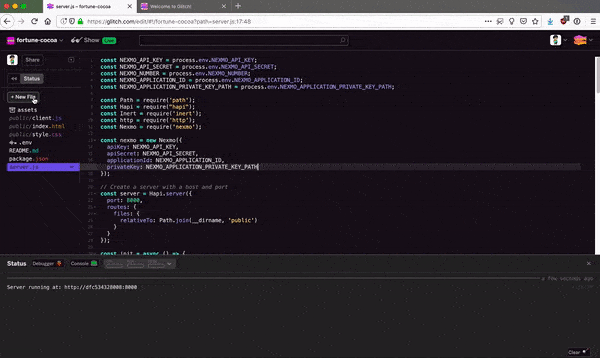 server.js – fortune-cocoa
Welcome to Glitch!
https://glitch.com/edit/#!/fortune-cocoa?path=server.js:17:48
fortune-cocoa
Show
Live
Share
<< Status
+ New File
assets
public/client.js
public/index.html
public/style.css
.env
README.md
package.json
server.js
const NEXMO_API_KEY = process.env.NEXMO_API_KEY;
const NEXMO_API_SECRET = process.env.NEXMO_API_SECRET;
const NEXMO_NUMBER = process.env.NEXMO_NUMBER;
const NEXMO_APPLICATION_ID = process.env.NEXMO_APPLICATION_ID;
const NEXMO_APPLICATION_PRIVATE_KEY_PATH = process.env.NEXMO_APPLICATION_PRIVATE_KEY_PATH;
const Path = require('path');
const Hapi = require("hapi");
const Inert = require('inert');
const http = require('http');
const Nexmo = require('nexmo');
const nexmo = new Nexmo({
apiKey: NEXMO_API_KEY,
apiSecret: NEXMO_API_SECRET,
applicationId: NEXMO_APPLICATION_ID,
privateKey: NEXMO_APPLICATION_PRIVATE_KEY_PATH
});
// Create a server with a host and port
const server = Hapi.server({
port: 8000,
routes: {
files: {
relativeTo: Path.join(__dirname, 'public')
}
}
});
const init = async () => {
Status
Debugger
Console
a few seconds ago
Server running at: http://dfc534328008:8000
Clear